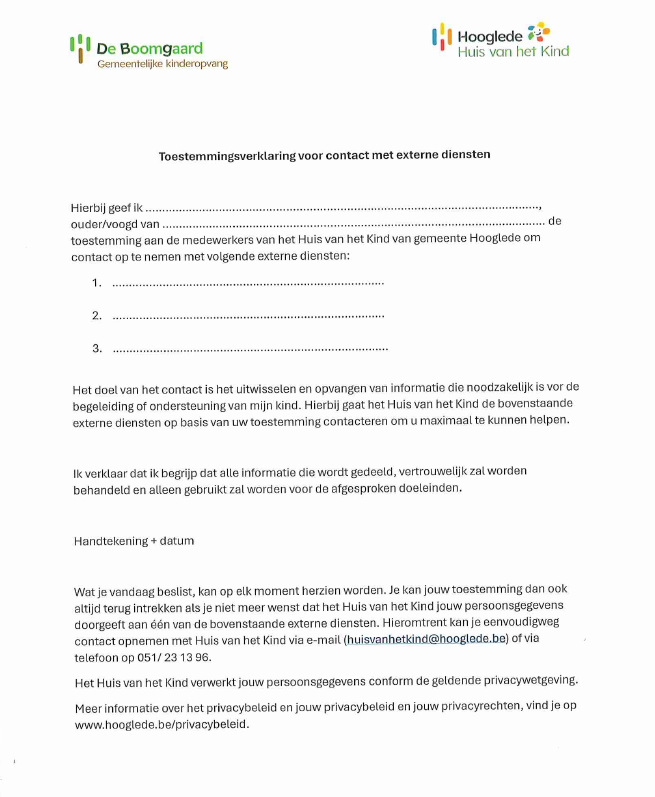 De Boomgaard
Gemeentelijke kinderopvang
Hooglede
Huis van het Kind
Toestemmingsverklaring voor contact met externe diensten
Hierbij geef ik ........................................................................................................................,
ouder/voogd van .................................................................................................................... de
toestemming aan de medewerkers van het Huis van het Kind van gemeente Hooglede om
contact op te nemen met volgende externe diensten:
1. ..................................................................................
2. ..................................................................................
3. ..................................................................................
Het doel van het contact is het uitwisselen en opvangen van informatie die noodzakelijk is vor de
begeleiding of ondersteuning van mijn kind. Hierbij gaat het Huis van het Kind de bovenstaande
externe diensten op basis van uw toestemming contacteren om u maximaal te kunnen helpen.
Ik verklaar dat ik begrijp dat alle informatie die wordt gedeeld, vertrouwelijk zal worden
behandeld en alleen gebruikt zal worden voor de afgesproken doeleinden.
Handtekening + datum
Wat je vandaag beslist, kan op elk moment herzien worden. Je kan jouw toestemming dan ook
altijd terug intrekken als je niet meer wenst dat het Huis van het Kind jouw persoonsgegevens
doorgeeft aan één van de bovenstaande externe diensten. Hieromtrent kan je eenvoudigweg
contact opnemen met Huis van het Kind via e-mail (huisvanhetkind@hooglede.be) of via
telefoon op 051/ 23 13 96.
Het Huis van het Kind verwerkt jouw persoonsgegevens conform de geldende privacywetgeving.
Meer informatie over het privacybeleid en jouw privacybeleid en jouw privacyrechten, vind je op
www.hooglede.be/privacybeleid.